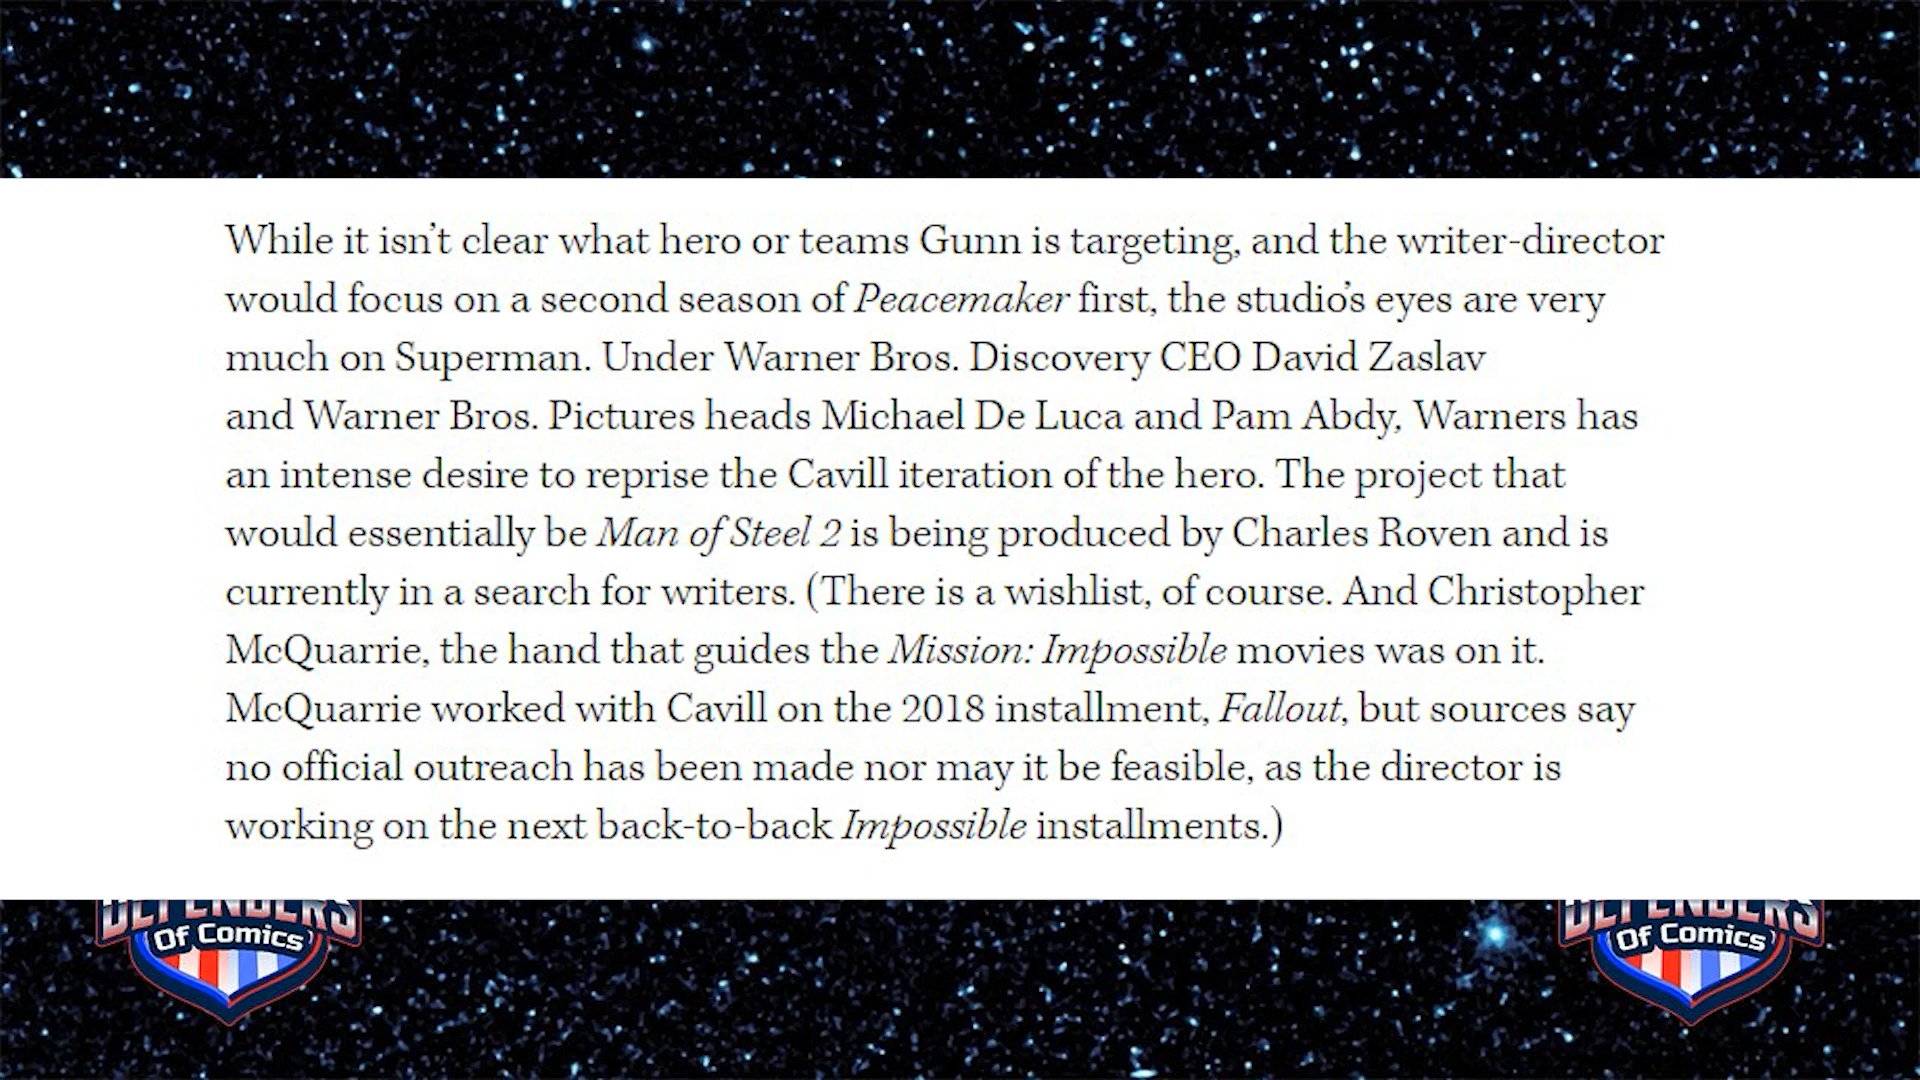 While it isn’t clear what hero or teams Gunn is targeting, and the writer-director
would focus on a second season of Peacemaker first, the studio’s eyes are very
much on Superman. Under Warner Bros. Discovery CEO David Zaslav
and Warner Bros. Pictures heads Michael De Luca and Pam Abdy, Warners has
an intense desire to reprise the Cavill iteration of the hero. The project that
would essentially be Man of Steel 2 is being produced by Charles Roven and is
currently in a search for writers. (There is a wishlist, of course. And Christopher
McQuarrie, the hand that guides the Mission: Impossible movies was on it.
McQuarrie worked with Cavill on the 2018 installment, Fallout, but sources say
no official outreach has been made nor may it be feasible, as the director is
working on the next back-to-back Impossible installments.)
DEFENDERS
Of Comics
DEFENDERS
Of Comics